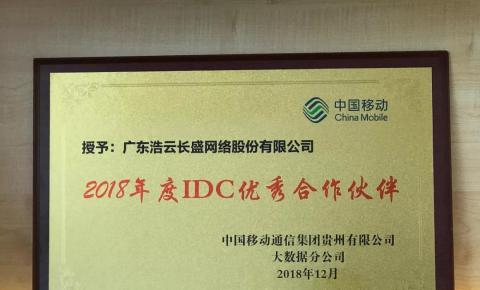 中国移动
China Mobile
授予：广东浩云长盛网络股份有限公司
2018年度IDC优秀合作伙伴
中国移动通信集团贵州有限公司
大数据分公司
2018年12月